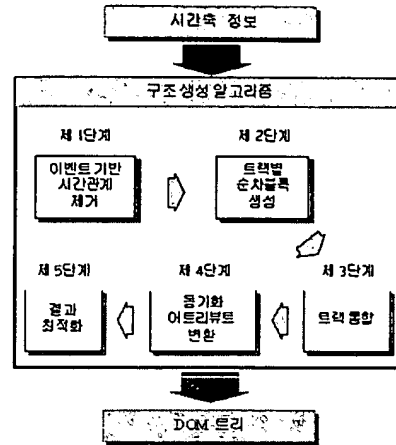 시간축 정보
구조생성 알고리즘
제 1단계
이벤트 기반
시간관계
제거
제 2단계
트랙별
순차블록
생성
제 3단계
트랙 통합
제 4단계
동기화
어트리뷰트
변환
제 5단계
결과
최적화
DOM 트리